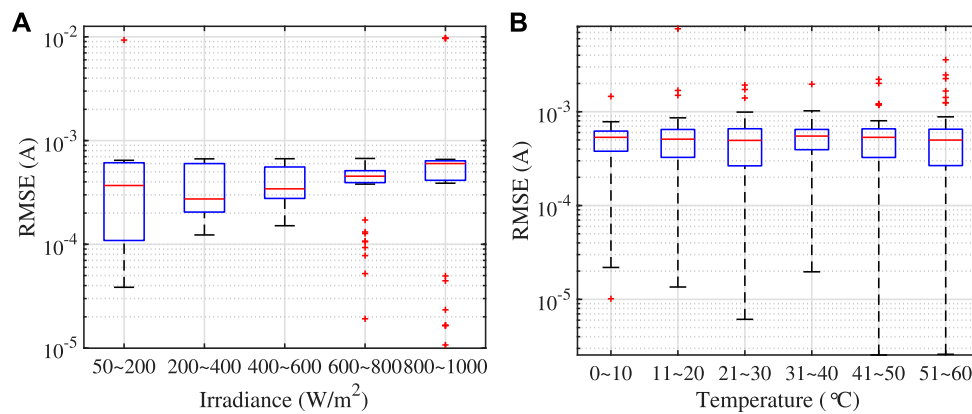 A
RMSE (A)
10^-2
10^-3
10^-4
10^-5
50~200 200~400 400~600 600~800 800~1000
Irradiance (W/m^2)
B
RMSE (A)
10^-3
10^-4
10^-5
0~10 11~20 21~30 31~40 41~50 51~60
Temperature (°C)